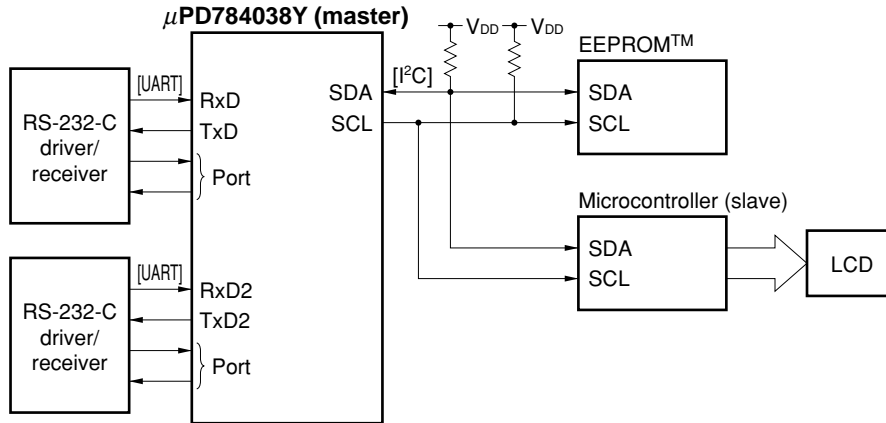 μPD784038Y (master)
VDD VDD
EEPROM™
[UART]
[I²C]
RxD
SDA
SDA
RS-232-C
driver/
receiver
TxD
SCL
SCL
Port
Microcontroller (slave)
SDA
SCL
LCD
[UART]
RxD2
RS-232-C
driver/
receiver
TxD2
Port